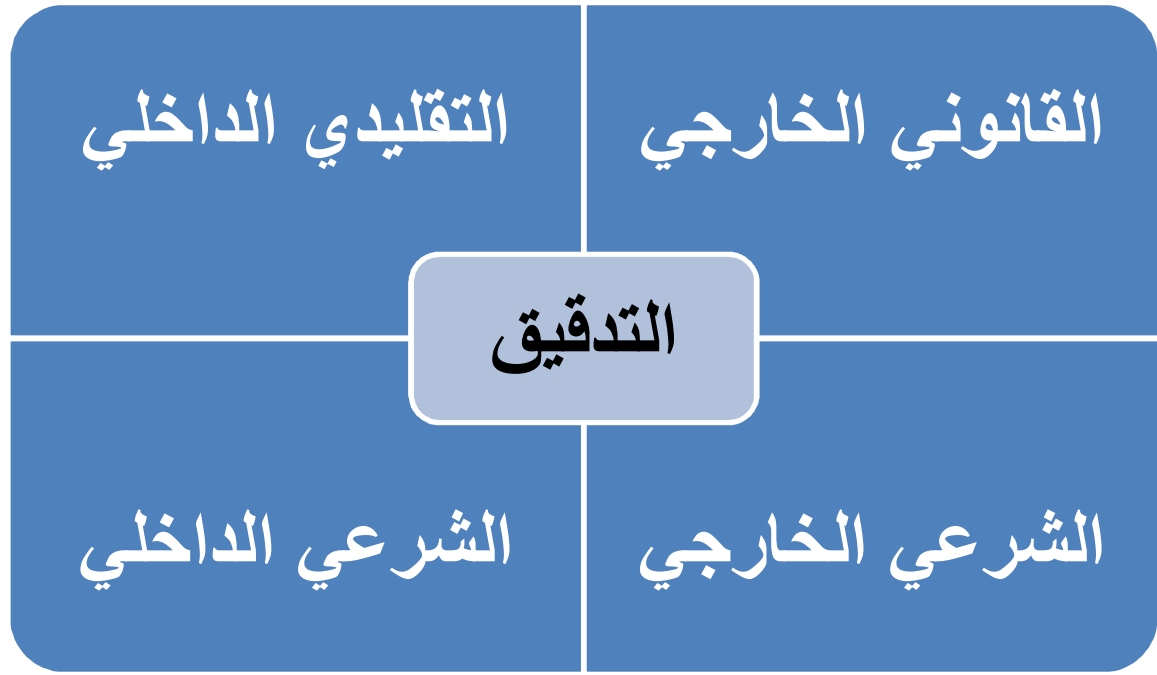 القانوني الخارجي
التقليدي الداخلي
التدقيق
الشرعي الخارجي
الشرعي الداخلي